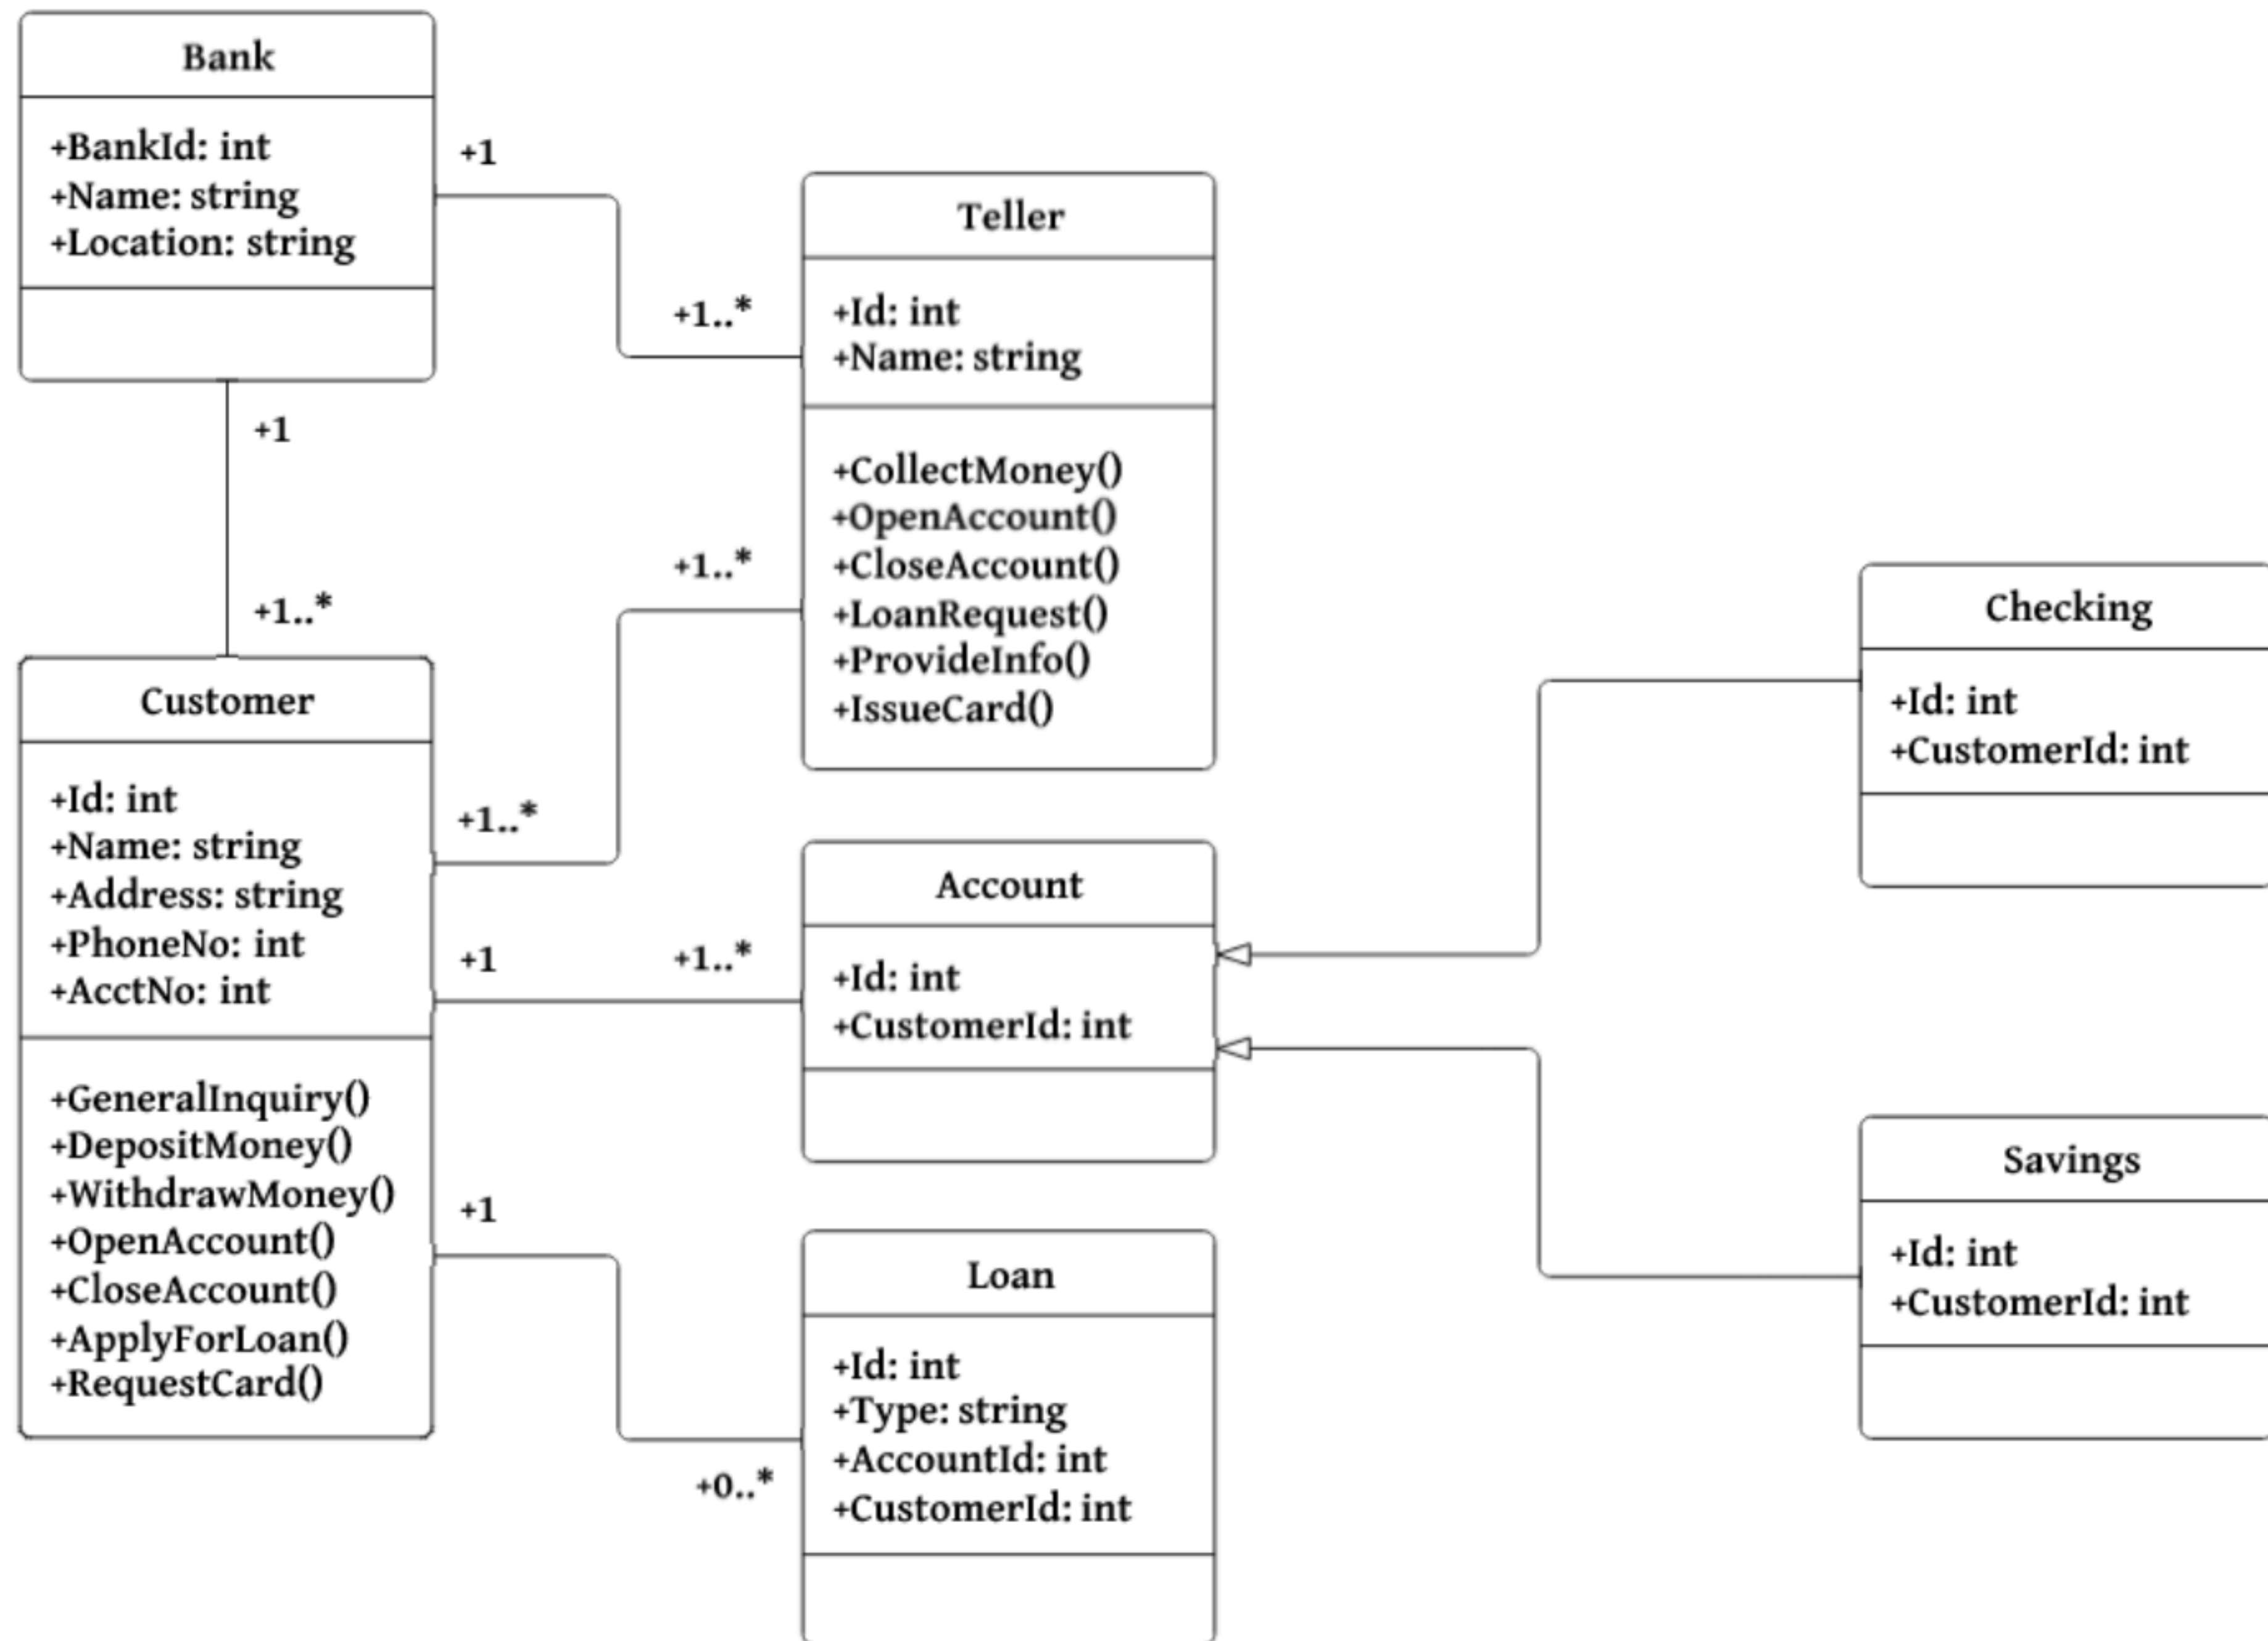 Bank
+BankId: int
+Name: string
+Location: string
+1
+1..*
+1
+1..*
Teller
+Id: int
+Name: string
+CollectMoney()
+OpenAccount()
+CloseAccount()
+LoanRequest()
+ProvideInfo()
+IssueCard()
+1..*
+1..*
Customer
+Id: int
+Name: string
+Address: string
+PhoneNo: int
+AcctNo: int
+GeneralInquiry()
+DepositMoney()
+WithdrawMoney()
+OpenAccount()
+CloseAccount()
+ApplyForLoan()
+RequestCard()
+1
+1..*
Account
+Id: int
+CustomerId: int
+1
+0..*
Loan
+Id: int
+Type: string
+AccountId: int
+CustomerId: int
Checking
+Id: int
+CustomerId: int
Savings
+Id: int
+CustomerId: int